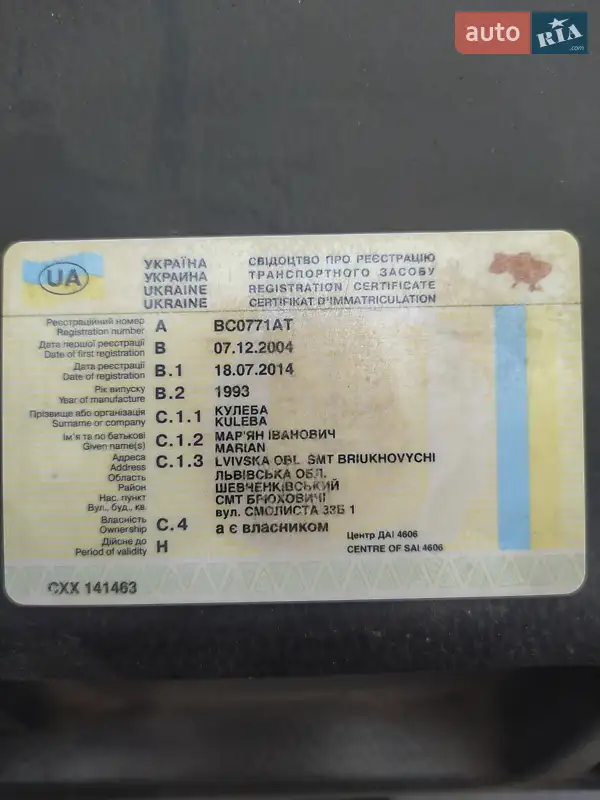 auto RIA .com
UA
УКРАЇНА
УКРАИНА
UKRAINE
UKRAINE
СВІДОЦТВО ПРО РЕЄСТРАЦІЮ
ТРАНСПОРТНОГО ЗАСОБУ
REGISTRATION CERTIFICATE
CERTIFIKAT D'IMMATRICULATION
Реєстраційний номер
Registration number A BC0771AT
Дата першої реєстрації
Date of first registration B 07.12.2004
Дата реєстрації
Date of registration B.1 18.07.2014
Рік випуску
Year of manufacture B.2 1993
Прізвище або організація
Surname or company C.1.1 КУЛЕБА
KULEBA
Ім'я та по батькові
Given name(s) C.1.2 МАР'ЯН ІВАНОВИЧ
MARIAN
Адреса
Address C.1.3 LVIVSKA OBL. SMT BRIUKHOVYCHI
Область ЛЬВІВСЬКА ОБЛ.
Район ШЕВЧЕНКІВСЬКИЙ
Нас. пункт СМТ БРЮХОВИЧІ
Вул., буд., кв. вул. СМОЛИСТА 33Б 1
Власність
Ownership C.4 а є власником
Дійсне до
Period of validity H
Центр ДАІ 4606
CENTRE OF SAI 4606
CXX 141463